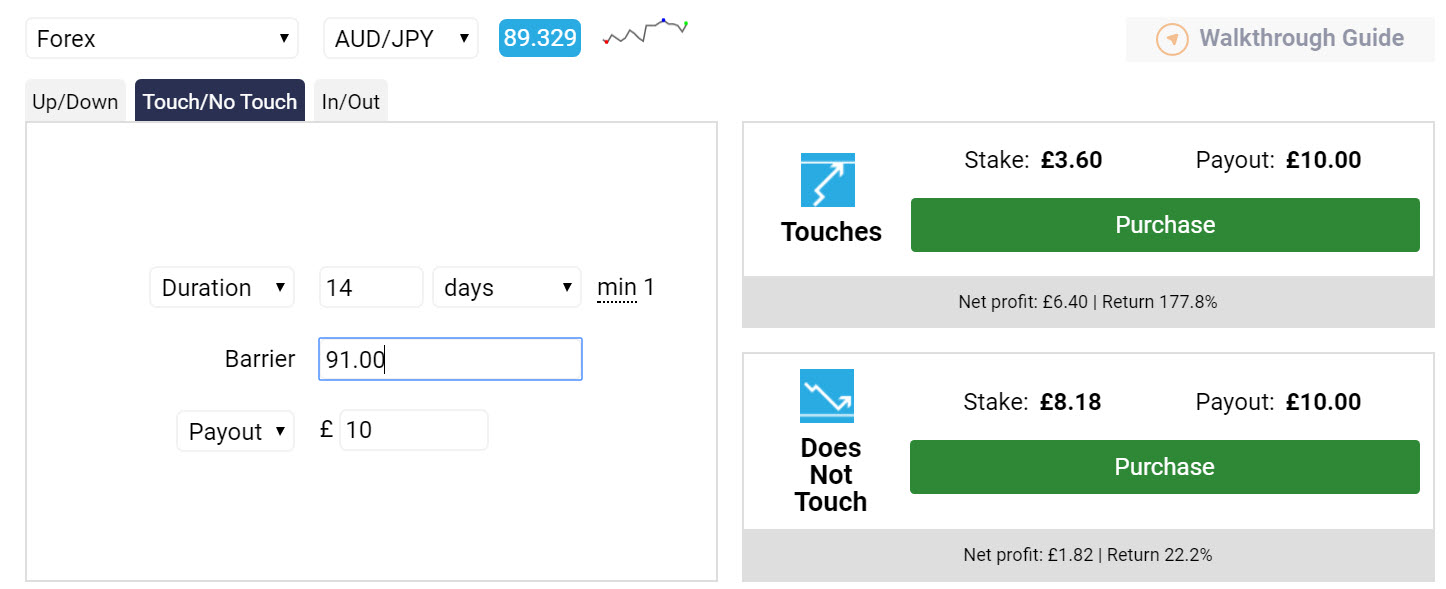 Forex AUD/JPY 89.329 Walkthrough Guide
Up/Down Touch/No Touch In/Out
Duration 14 days min 1
Barrier 91.00
Payout £ 10
Stake: £3.60 Payout: £10.00
Touches
Purchase
Net profit: £6.40 | Return 177.8%
Stake: £8.18 Payout: £10.00
Does
Not
Touch
Purchase
Net profit: £1.82 | Return 22.2%